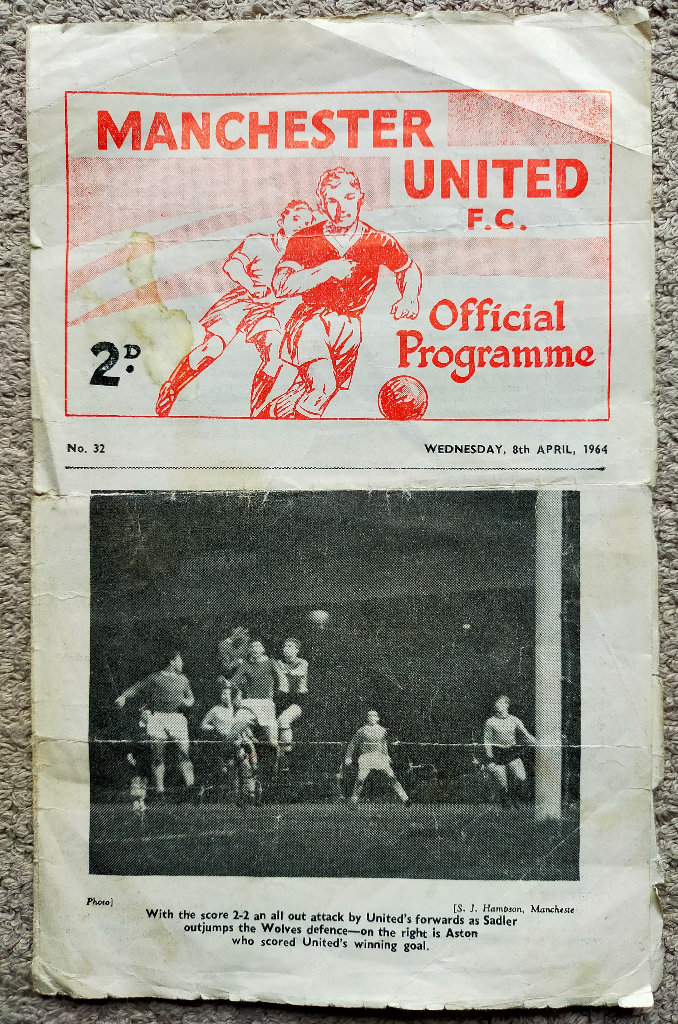 MANCHESTER
UNITED
F.C.
Official
Programme
2D.
No. 32 WEDNESDAY, 8th APRIL, 1964
Photo] [S. J. Hampson, Mancheste
With the score 2-2 an all out attack by United's forwards as Sadler
outjumps the Wolves defence—on the right is Aston
who scored United's winning goal.